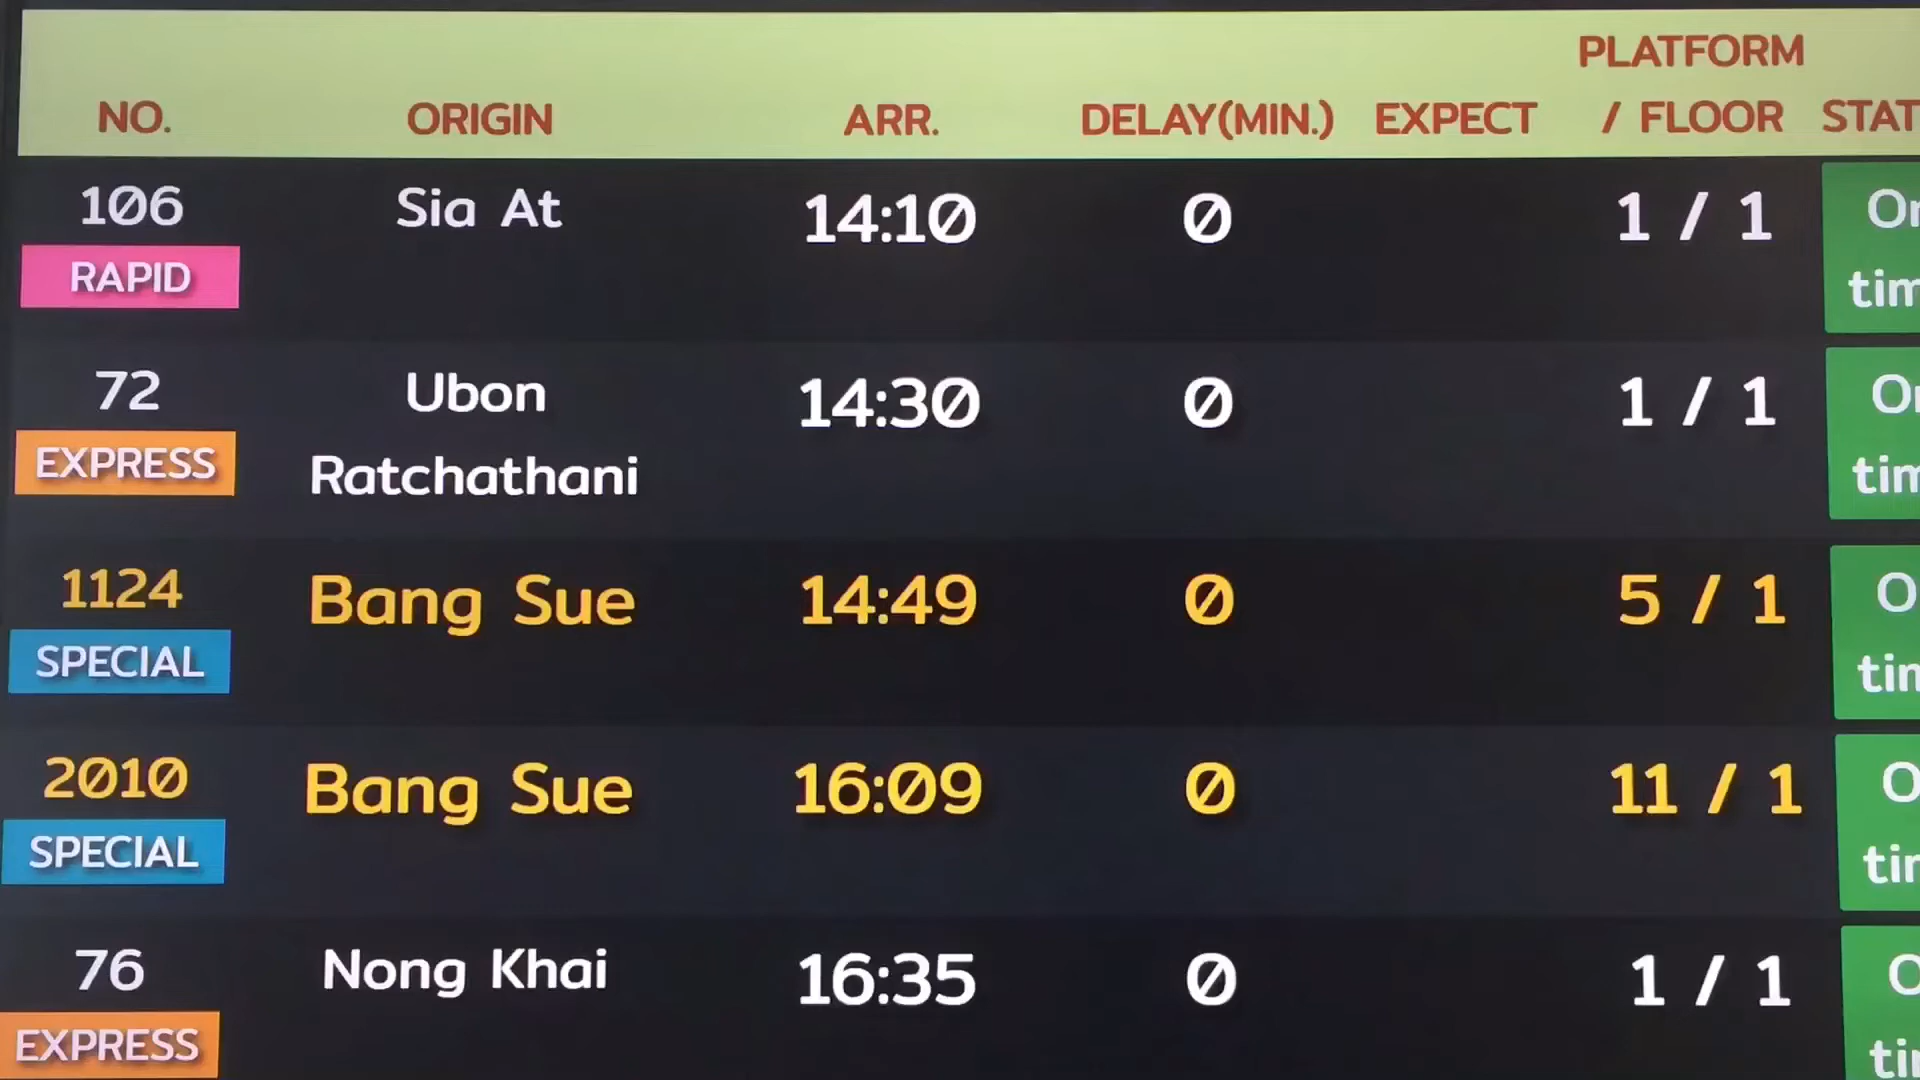 NO. ORIGIN ARR. DELAY(MIN.) EXPECT PLATFORM / FLOOR
106 Sia At 14:10 0 1 / 1
RAPID
72 Ubon Ratchathani 14:30 0 1 / 1
EXPRESS
1124 Bang Sue 14:49 0 5 / 1
SPECIAL
2010 Bang Sue 16:09 0 11 / 1
SPECIAL
76 Nong Khai 16:35 0 1 / 1
EXPRESS